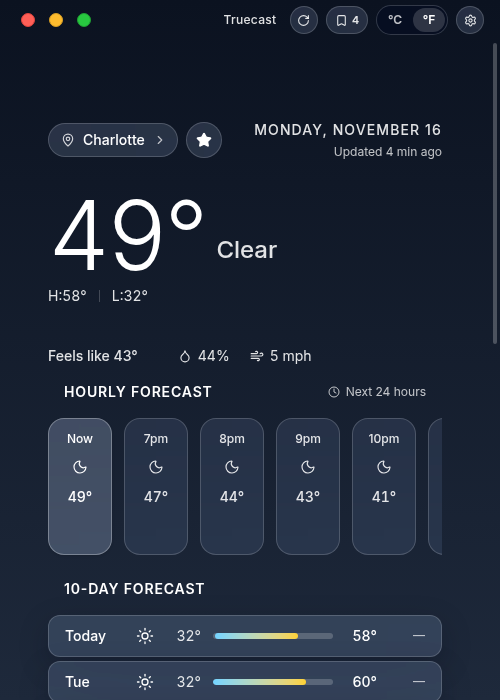 Truecast 4 °C °F
Charlotte
MONDAY, NOVEMBER 16
Updated 4 min ago
49° Clear
H:58° L:32°
Feels like 43° 44% 5 mph
HOURLY FORECAST Next 24 hours
Now 7pm 8pm 9pm 10pm
49° 47° 44° 43° 41°
10-DAY FORECAST
Today 32° 58° —
Tue 32° 60° —